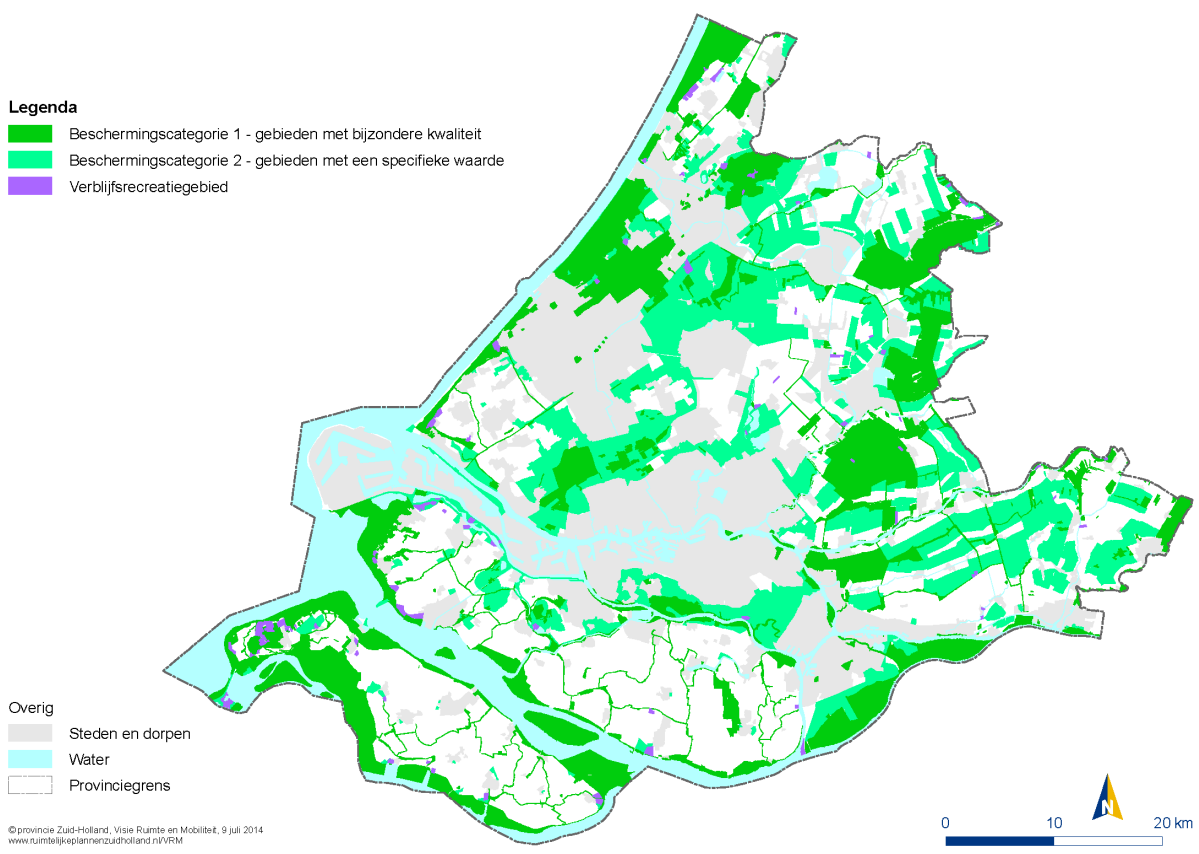 Legenda
Beschermingscategorie 1 - gebieden met bijzondere kwaliteit
Beschermingscategorie 2 - gebieden met een specifieke waarde
Verblijfsrecreatiegebied
Overig
Steden en dorpen
Water
Provinciegrens
©provincie Zuid-Holland, Visie Ruimte en Mobiliteit, 9 juli 2014
www.ruimtelijkeplannenzuidholland.nl/VRM
N
0 10 20 km